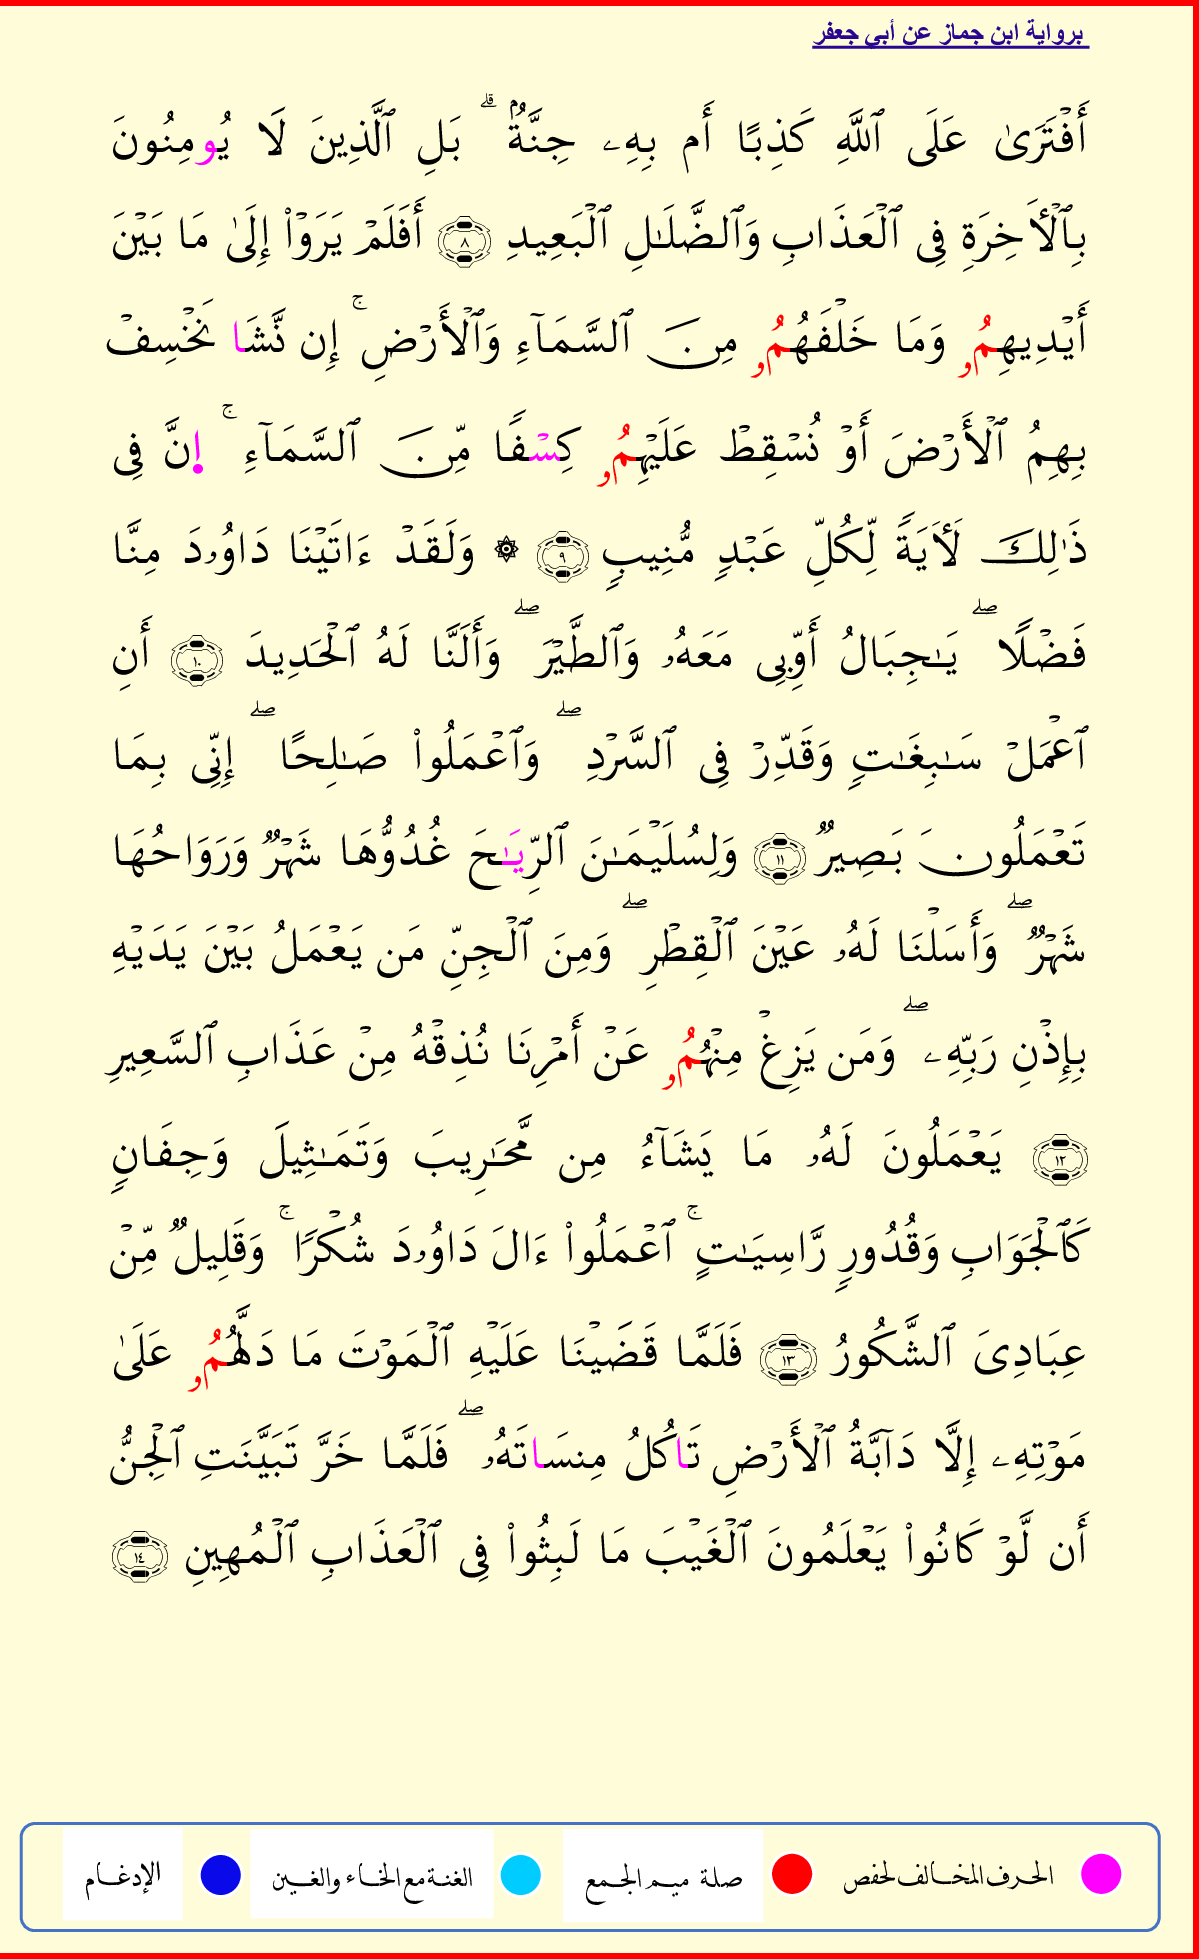 برواية ابن جماز عن أبي جعفر
أَفْتَرَىٰ عَلَى ٱللَّهِ كَذِبًا أَم بِهِۦ جِنَّةٌۗ بَلِ ٱلَّذِينَ لَا يُومِنُونَ
بِٱلْأَخِرَةِ فِى ٱلْعَذَابِ وَٱلضَّلَٰلِ ٱلْبَعِيدِ ٨ أَفَلَمْ يَرَوْا۟ إِلَىٰ مَا بَيْنَ
أَيْدِيهِمُۥ وَمَا خَلْفَهُمُۥ مِنَ ٱلسَّمَآءِ وَٱلْأَرْضِۚ إِن نَّشَا نَخْسِفْ
بِهِمُ ٱلْأَرْضَ أَوْ نُسْقِطْ عَلَيْهِمُۥ كِسْفًا مِّنَ ٱلسَّمَآءِۚ إِنَّ فِى
ذَٰلِكَ لَأَيَةً لِّكُلِّ عَبْدٍ مُّنِيبٍ ٩ ۞ وَلَقَدْ ءَاتَيْنَا دَاوُۥدَ مِنَّا
فَضْلًاۖ يَٰجِبَالُ أَوِّبِى مَعَهُۥ وَٱلطَّيْرَۖ وَأَلَنَّا لَهُ ٱلْحَدِيدَ ١٠ أَنِ
ٱعْمَلْ سَٰبِغَٰتٍ وَقَدِّرْ فِى ٱلسَّرْدِۖ وَٱعْمَلُوا۟ صَٰلِحًاۖ إِنِّى بِمَا
تَعْمَلُونَ بَصِيرٌ ١١ وَلِسُلَيْمَٰنَ ٱلرِّيَٰحَ غُدُوُّهَا شَهْرٌ وَرَوَاحُهَا
شَهْرٌۖ وَأَسَلْنَا لَهُۥ عَيْنَ ٱلْقِطْرِۖ وَمِنَ ٱلْجِنِّ مَن يَعْمَلُ بَيْنَ يَدَيْهِ
بِإِذْنِ رَبِّهِۦۖ وَمَن يَزِغْ مِنْهُمُۥ عَنْ أَمْرِنَا نُذِقْهُ مِنْ عَذَابِ ٱلسَّعِيرِ
١٣ يَعْمَلُونَ لَهُۥ مَا يَشَآءُ مِن مَّحَٰرِيبَ وَتَمَٰثِيلَ وَجِفَانٍ
كَٱلْجَوَابِ وَقُدُورٍ رَّاسِيَٰتٍۚ ٱعْمَلُوا۟ ءَالَ دَاوُۥدَ شُكْرًاۚ وَقَلِيلٌ مِّنْ
عِبَادِىَ ٱلشَّكُورُ ١٣ فَلَمَّا قَضَيْنَا عَلَيْهِ ٱلْمَوْتَ مَا دَلَّهُمُۥ عَلَىٰ
مَوْتِهِۦ إِلَّا دَآبَّةُ ٱلْأَرْضِ تَاكُلُ مِنسَاتَهُۥۖ فَلَمَّا خَرَّ تَبَيَّنَتِ ٱلْجِنُّ
أَن لَّوْ كَانُوا۟ يَعْلَمُونَ ٱلْغَيْبَ مَا لَبِثُوا۟ فِى ٱلْعَذَابِ ٱلْمُهِينِ ١٤
الحرف المخالف لحفص صلة ميم الجمع الغنة مع الخاء والغين الإدغام